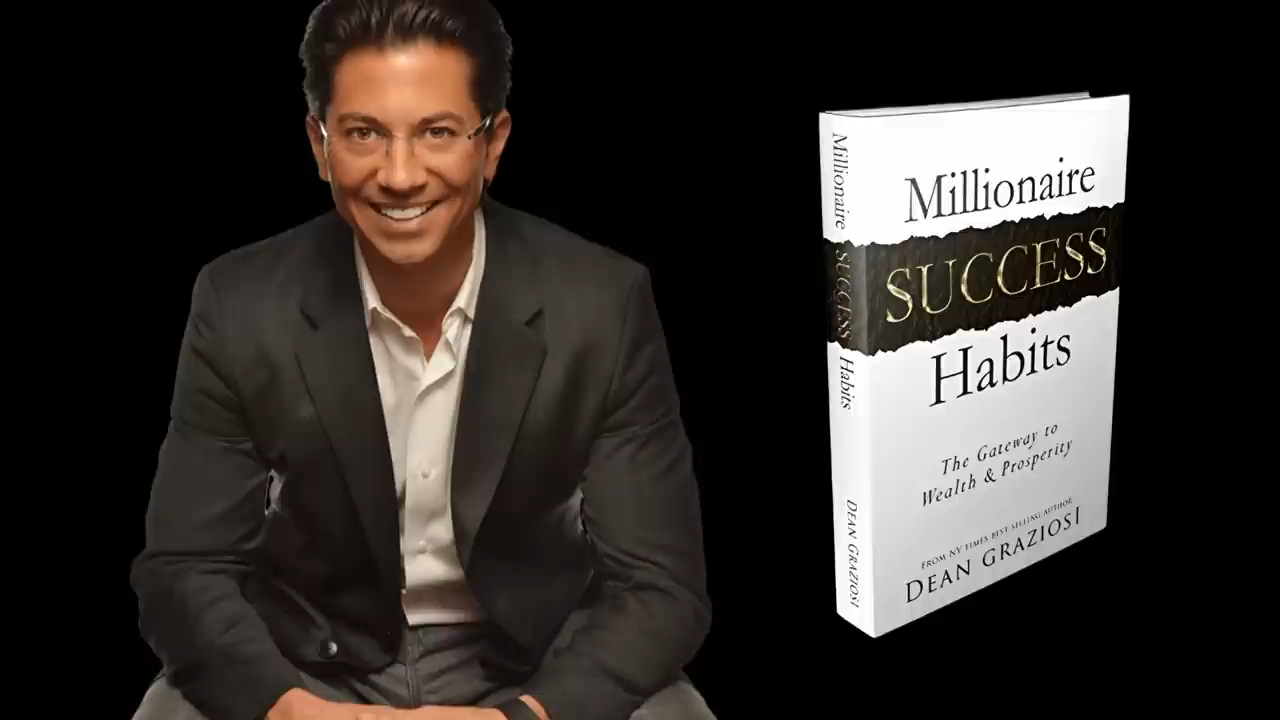 Millionaire
SUCCESS
Habits
The Gateway to
Wealth & Prosperity
FROM NY TIMES BEST SELLING AUTHOR
DEAN GRAZIOSI
Millionaire SUCCESS Habits
DEAN GRAZIOSI